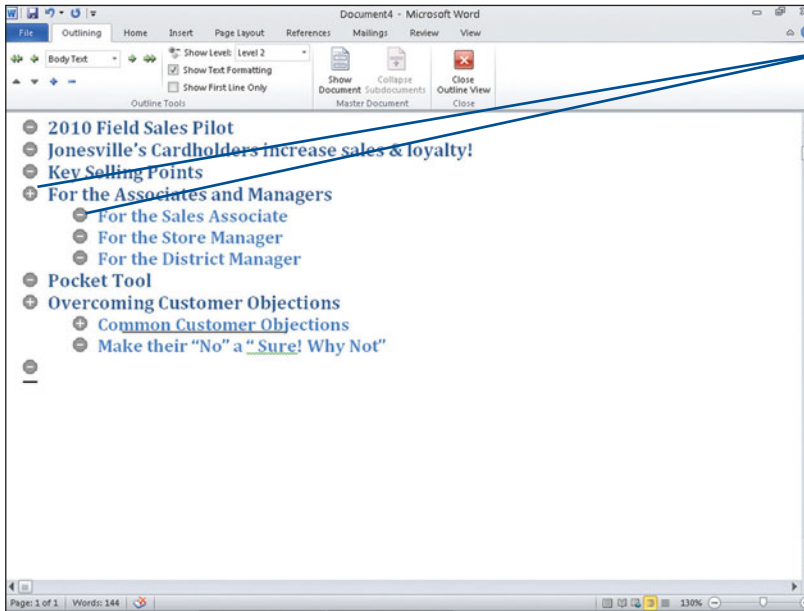 Document4 - Microsoft Word
File Outlining Home Insert Page Layout References Mailings Review View
Body Text
Show Level: Level 2
Show Text Formatting
Show First Line Only
Outline Tools
Show Document
Collapse Subdocuments
Master Document
Close Outline View
Close
2010 Field Sales Pilot
Jonesville's Cardholders increase sales & loyalty!
Key Selling Points
For the Associates and Managers
For the Sales Associate
For the Store Manager
For the District Manager
Pocket Tool
Overcoming Customer Objections
Common Customer Objections
Make their “No” a “ Sure! Why Not”
Page: 1 of 1 Words: 144 130%